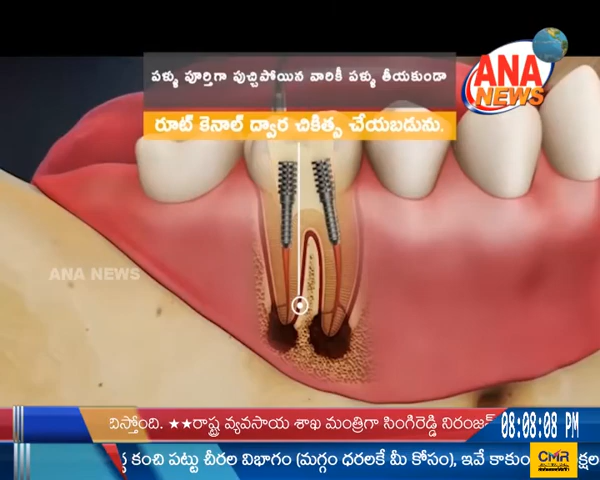 పళ్ళు పూర్తిగా పుచ్చిపోయిన వారికీ పళ్ళు తీయకుండా
రూట్ కెనాల్ ద్వార చికిత్స చేయబడును.
ANA
NEWS
ANA NEWS
చిస్తోంది. ★★రాష్ట్ర వ్యవసాయ శాఖ మంత్రిగా సింగిరెడ్డి నిరంజన్
08:08:08 PM
కంచి పట్టు చీరల విభాగం (మగ్గం ధరలకే మీ కోసం), ఇవే కాకుం
CMR